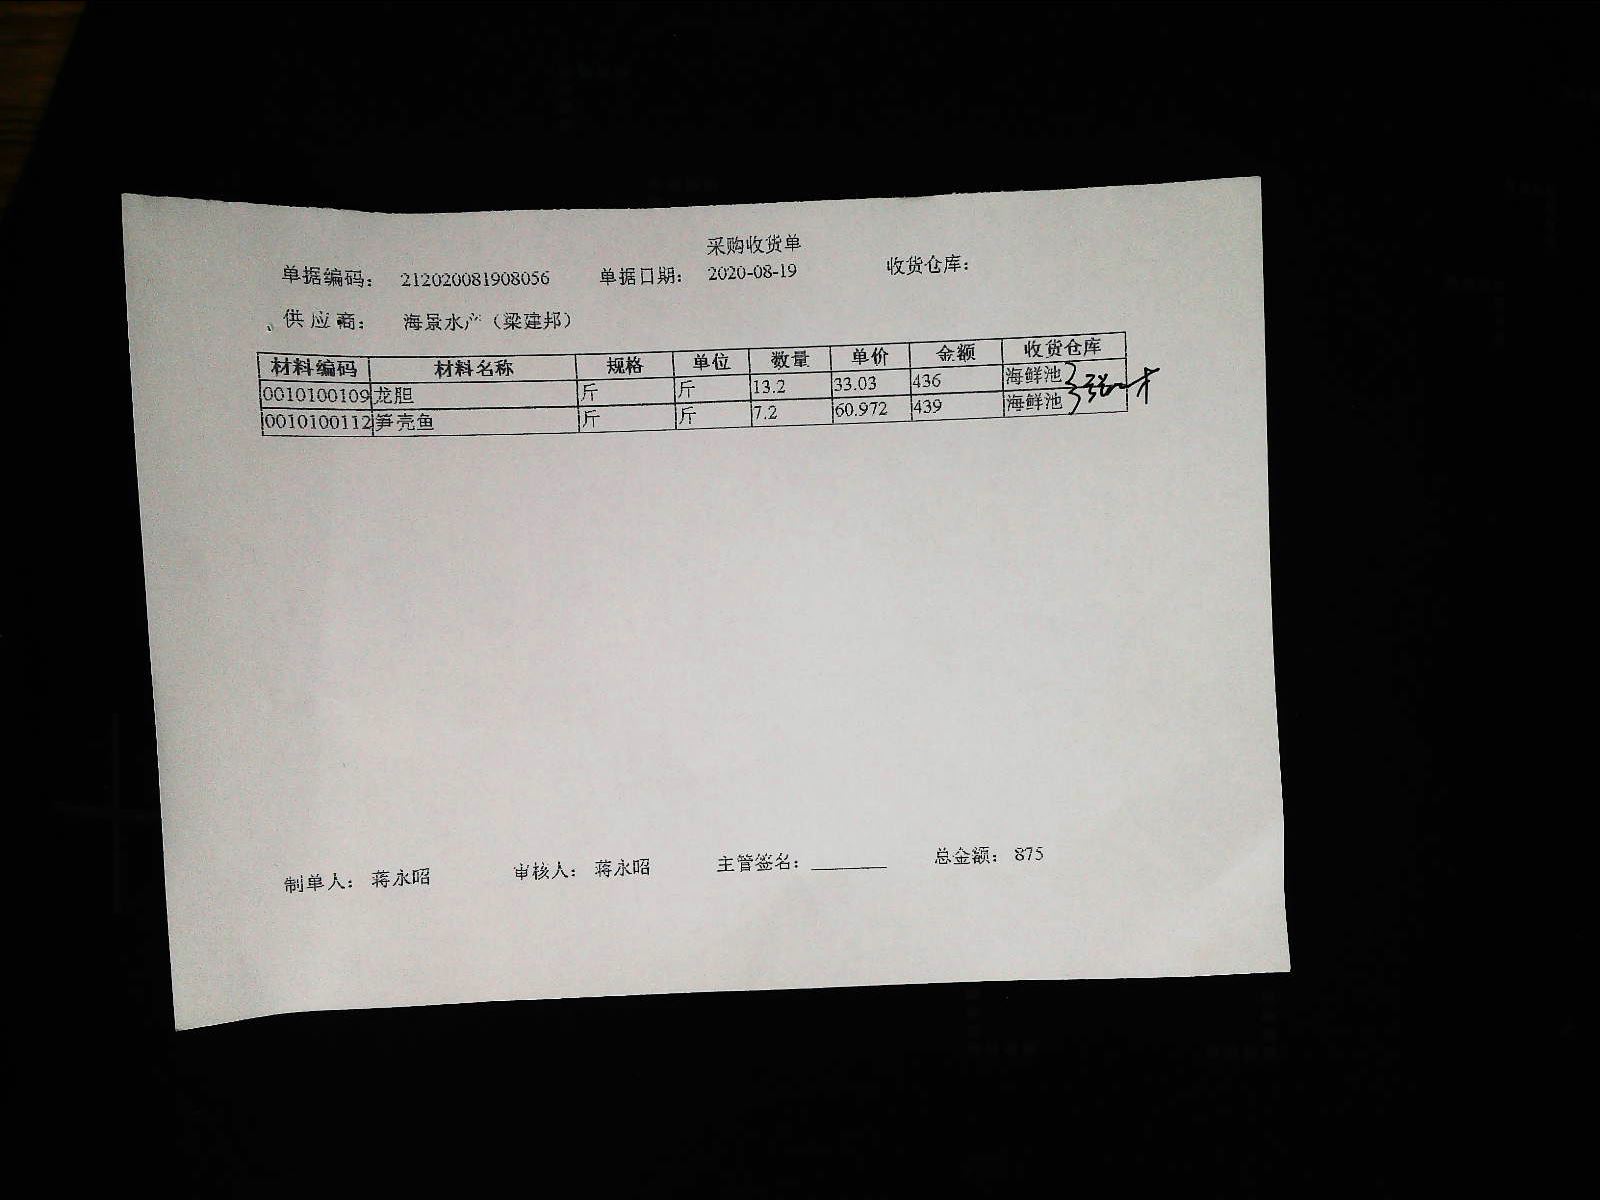 采购收货单
单据编码： 212020081908056 单据日期： 2020-08-19 收货仓库：
供应商： 海景水产（梁建邦）
材料编码 材料名称 规格 单位 数量 单价 金额 收货仓库
0010100109 龙胆 斤 斤 13.2 33.03 436 海鲜池
0010100112 笋壳鱼 斤 斤 7.2 60.972 439 海鲜池
制单人： 蒋永昭 审核人： 蒋永昭 主管签名： 总金额： 875